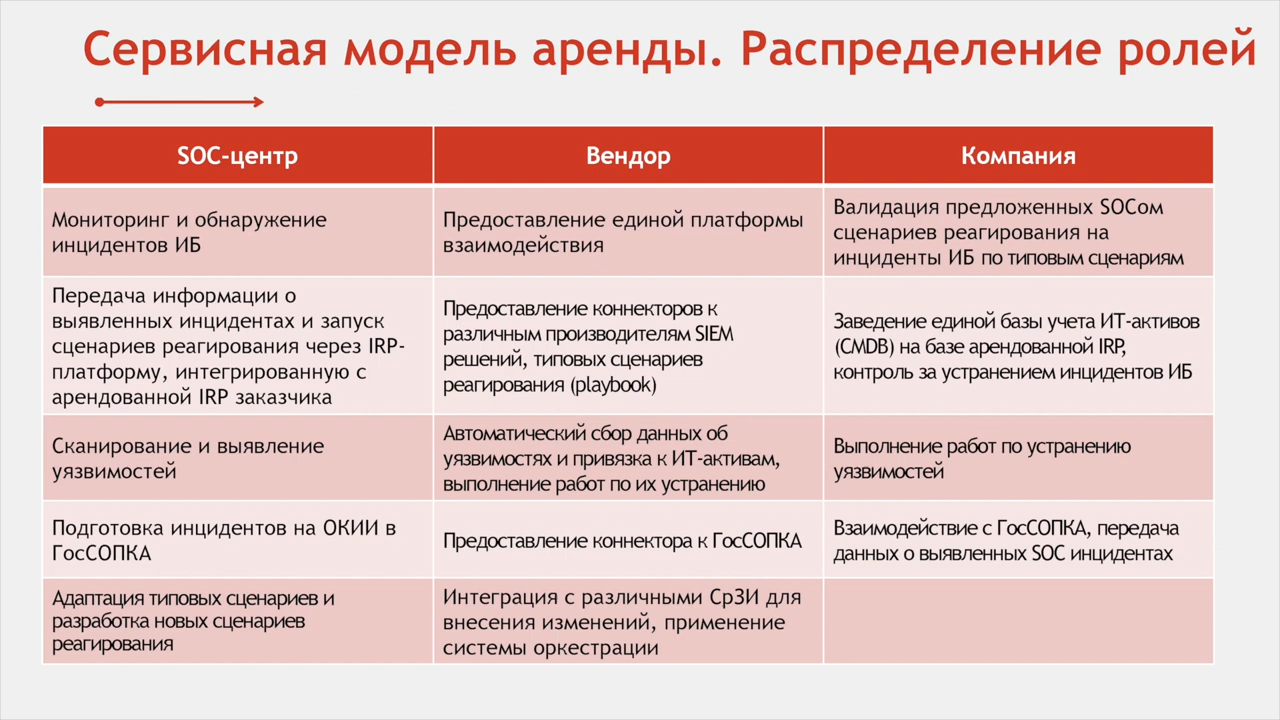 Сервисная модель аренды. Распределение ролей
SOC-центр
Вендор
Компания
Мониторинг и обнаружение
инцидентов ИБ
Предоставление единой платформы
взаимодействия
Валидация предложенных SOCом
сценариев реагирования на
инциденты ИБ по типовым сценариям
Передача информации о
выявленных инцидентах и запуск
сценариев реагирования через IRP-
платформу, интегрированную с
арендованной IRP заказчика
Предоставление коннекторов к
различным производителям SIEM
решений, типовых сценариев
реагирования (playbook)
Заведение единой базы учета ИТ-активов
(CMDB) на базе арендованной IRP,
контроль за устранением инцидентов ИБ
Сканирование и выявление
уязвимостей
Автоматический сбор данных об
уязвимостях и привязка к ИТ-активам,
выполнение работ по их устранению
Выполнение работ по устранению
уязвимостей
Подготовка инцидентов на ОКИИ в
ГосСОПКА
Предоставление коннектора к ГосСОПКА
Взаимодействие с ГосСОПКА, передача
данных о выявленных SOC инцидентах
Адаптация типовых сценариев и
разработка новых сценариев
реагирования
Интеграция с различными СрЗИ для
внесения изменений, применение
системы оркестрации